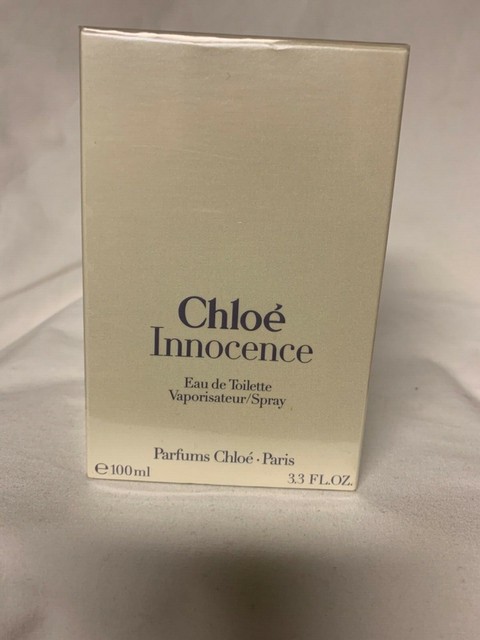 Chloé
Innocence
Eau de Toilette
Vaporisateur/Spray
Parfums Chloé · Paris
℮100ml
3.3 FL.OZ.